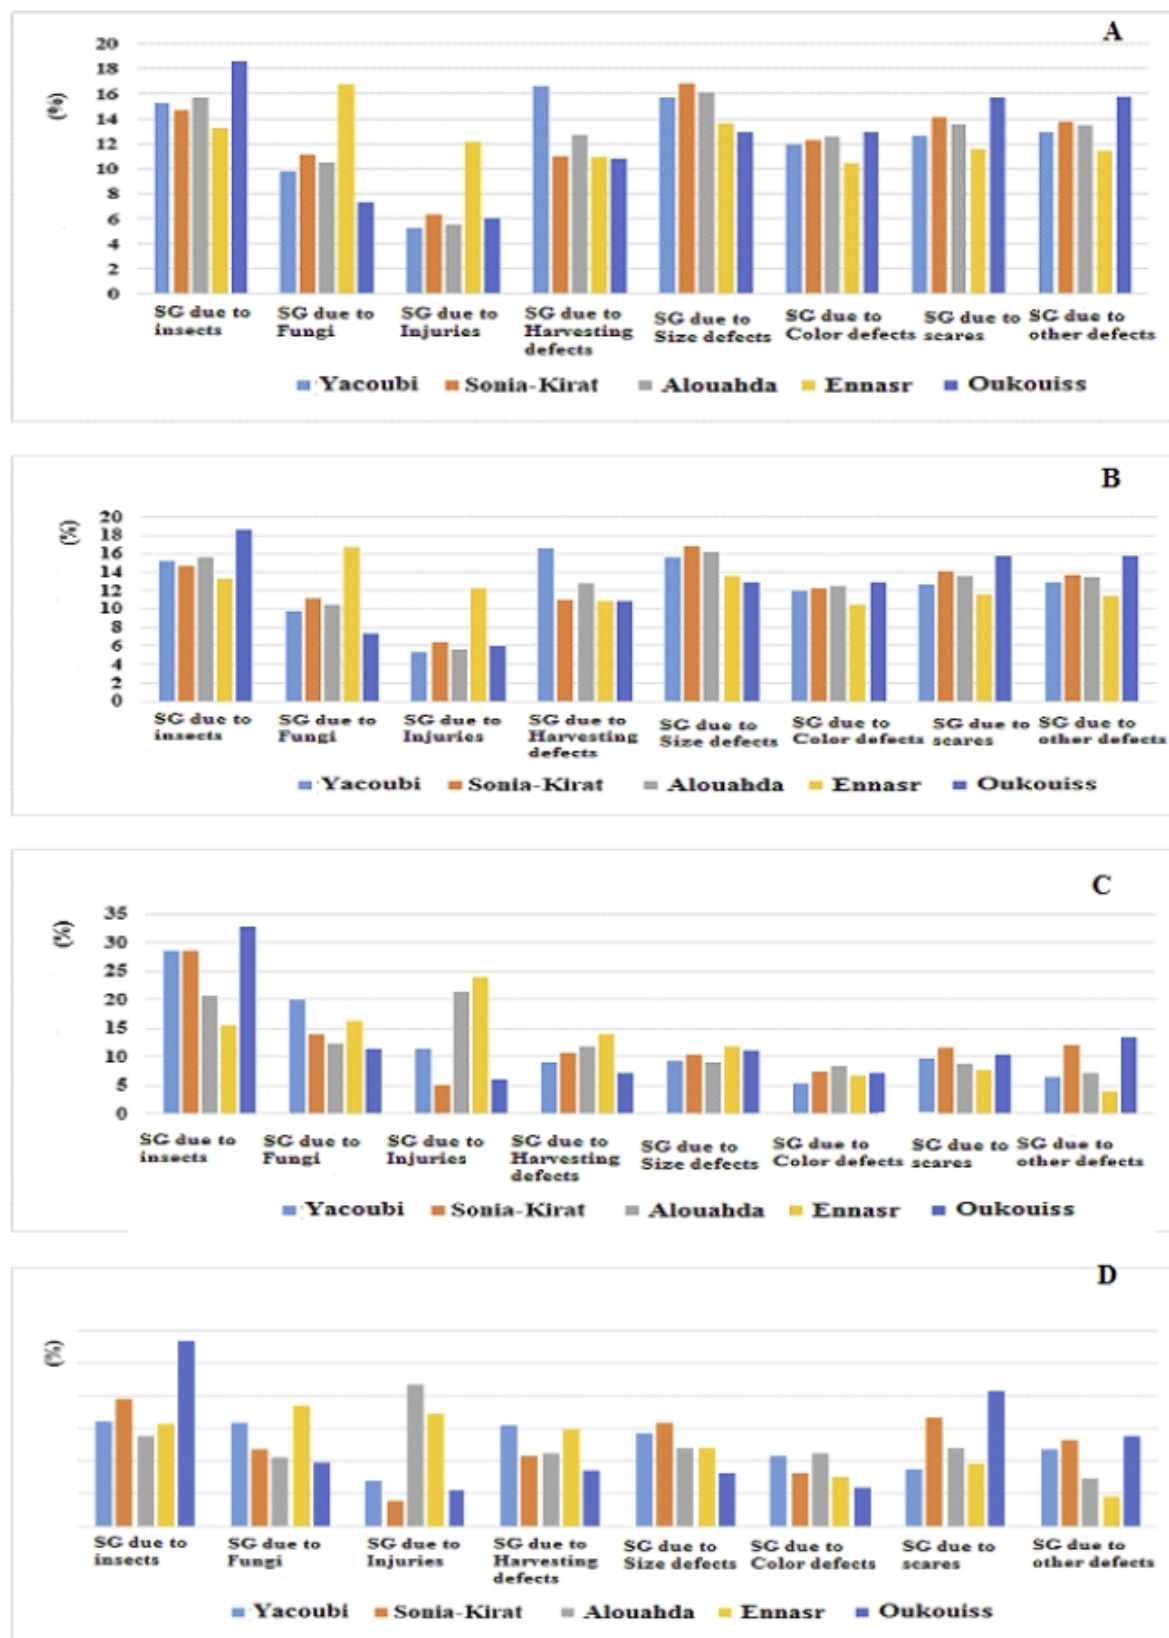 A
(%)
20
18
16
14
12
10
8
6
4
2
0
SG due to insects
SG due to Fungi
SG due to Injuries
SG due to Harvesting defects
SG due to Size defects
SG due to Color defects
SG due to scares
SG due to other defects
Yacoubi Sonia-Kirat Alouahda Ennasr Oukouiss
B
(%)
20
18
16
14
12
10
8
6
4
2
0
SG due to insects
SG due to Fungi
SG due to Injuries
SG due to Harvesting defects
SG due to Size defects
SG due to Color defects
SG due to scares
SG due to other defects
Yacoubi Sonia-Kirat Alouahda Ennasr Oukouiss
C
(%)
35
30
25
20
15
10
5
0
SG due to insects
SG due to Fungi
SG due to Injuries
SG due to Harvesting defects
SG due to Size defects
SG due to Color defects
SG due to scares
SG due to other defects
Yacoubi Sonia-Kirat Alouahda Ennasr Oukouiss
D
(%)
SG due to insects
SG due to Fungi
SG due to Injuries
SG due to Harvesting defects
SG due to Size defects
SG due to Color defects
SG due to scares
SG due to other defects
Yacoubi Sonia-Kirat Alouahda Ennasr Oukouiss